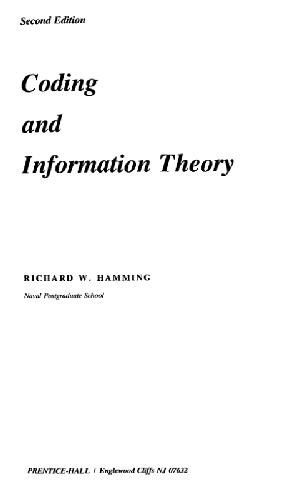 Second Edition
Coding
and
Information Theory
RICHARD W. HAMMING
Naval Postgraduate School
PRENTICE-HALL / Englewood Cliffs NJ 07632